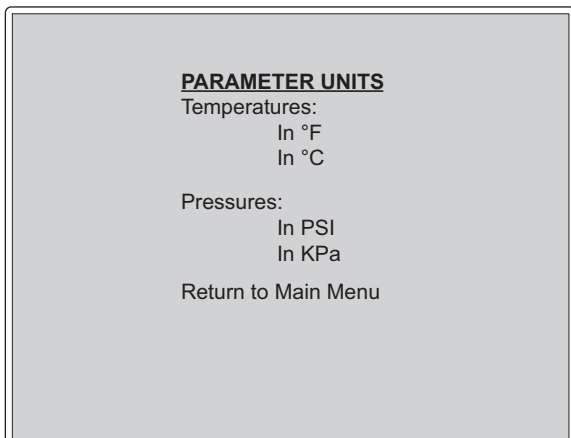 PARAMETER UNITS
Temperatures:
In °F
In °C
Pressures:
In PSI
In KPa
Return to Main Menu